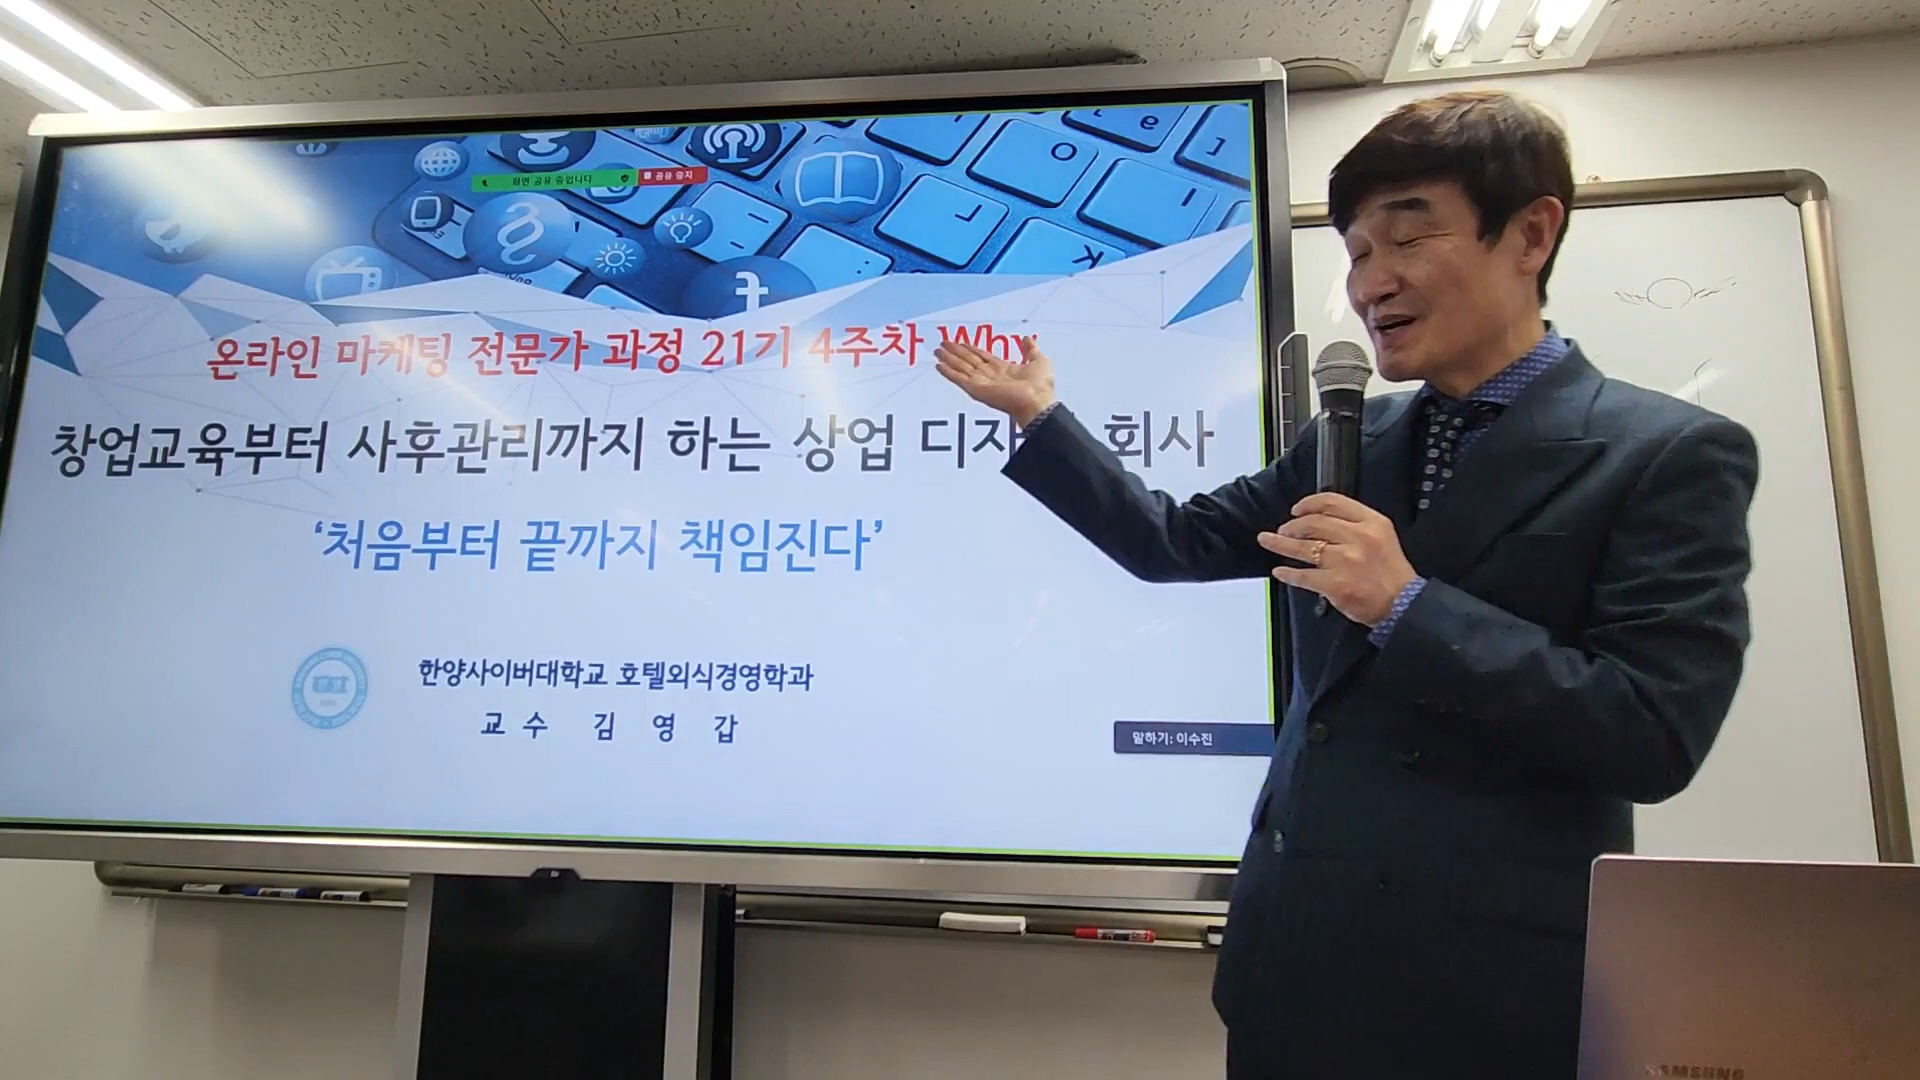 화면 공유 중입니다 공유 중지
온라인 마케팅 전문가 과정 21기 4주차 Why
창업교육부터 사후관리까지 하는 상업 디자 회사
‘처음부터 끝까지 책임진다’
한양사이버대학교 호텔외식경영학과
교 수 김 영 갑
말하기: 이수진
SAMSUNG